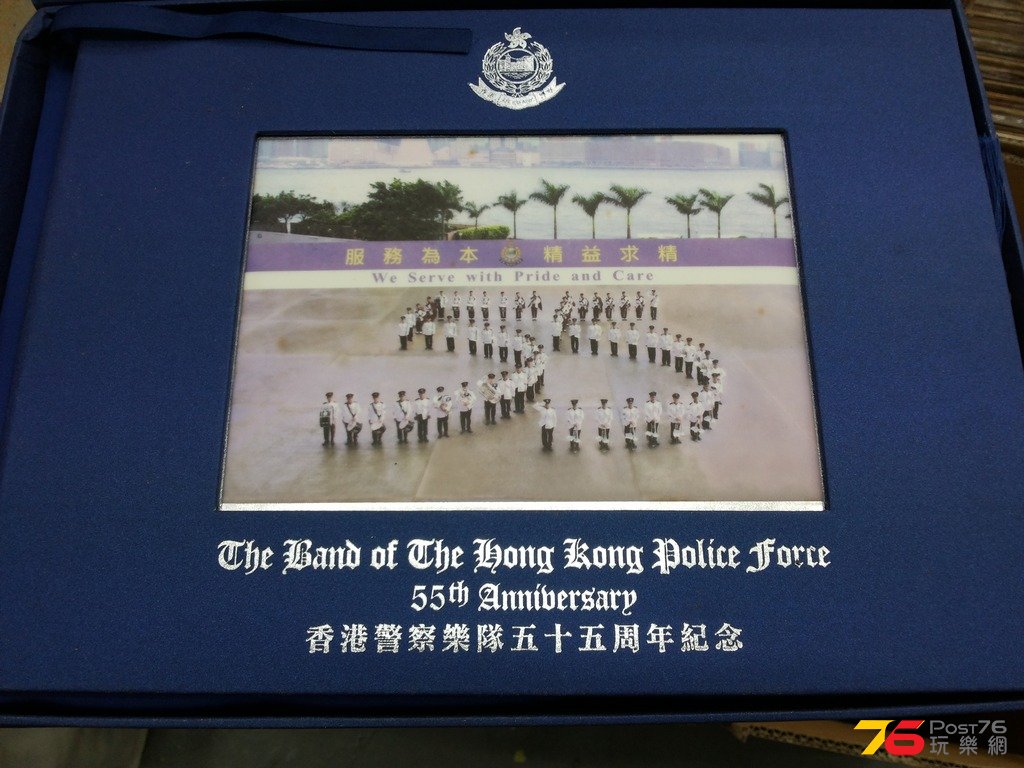 服務為本 精益求精
We Serve with Pride and Care
The Band of The Hong Kong Police Force
55th Anniversary
香港警察樂隊五十五周年紀念
76 POST76
玩樂網